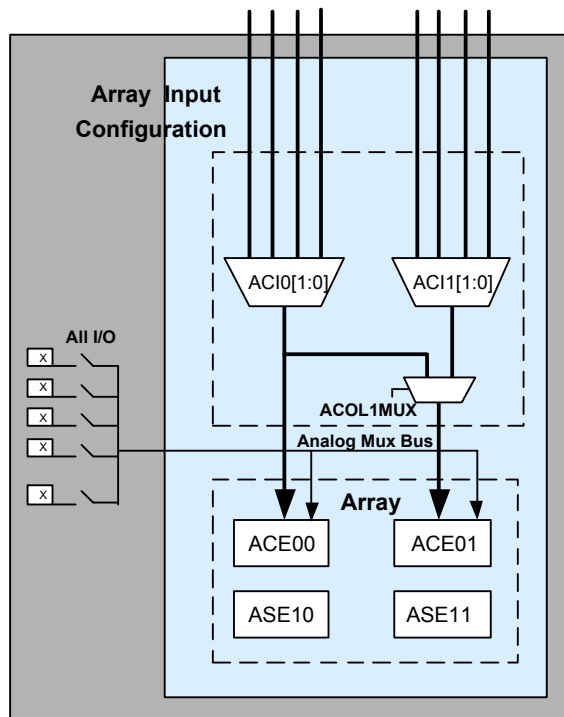 Array Input
Configuration
ACI0[1:0]
ACI1[1:0]
All I/O
X
X
X
X
X
ACOL1MUX
Analog Mux Bus
Array
ACE00
ACE01
ASE10
ASE11